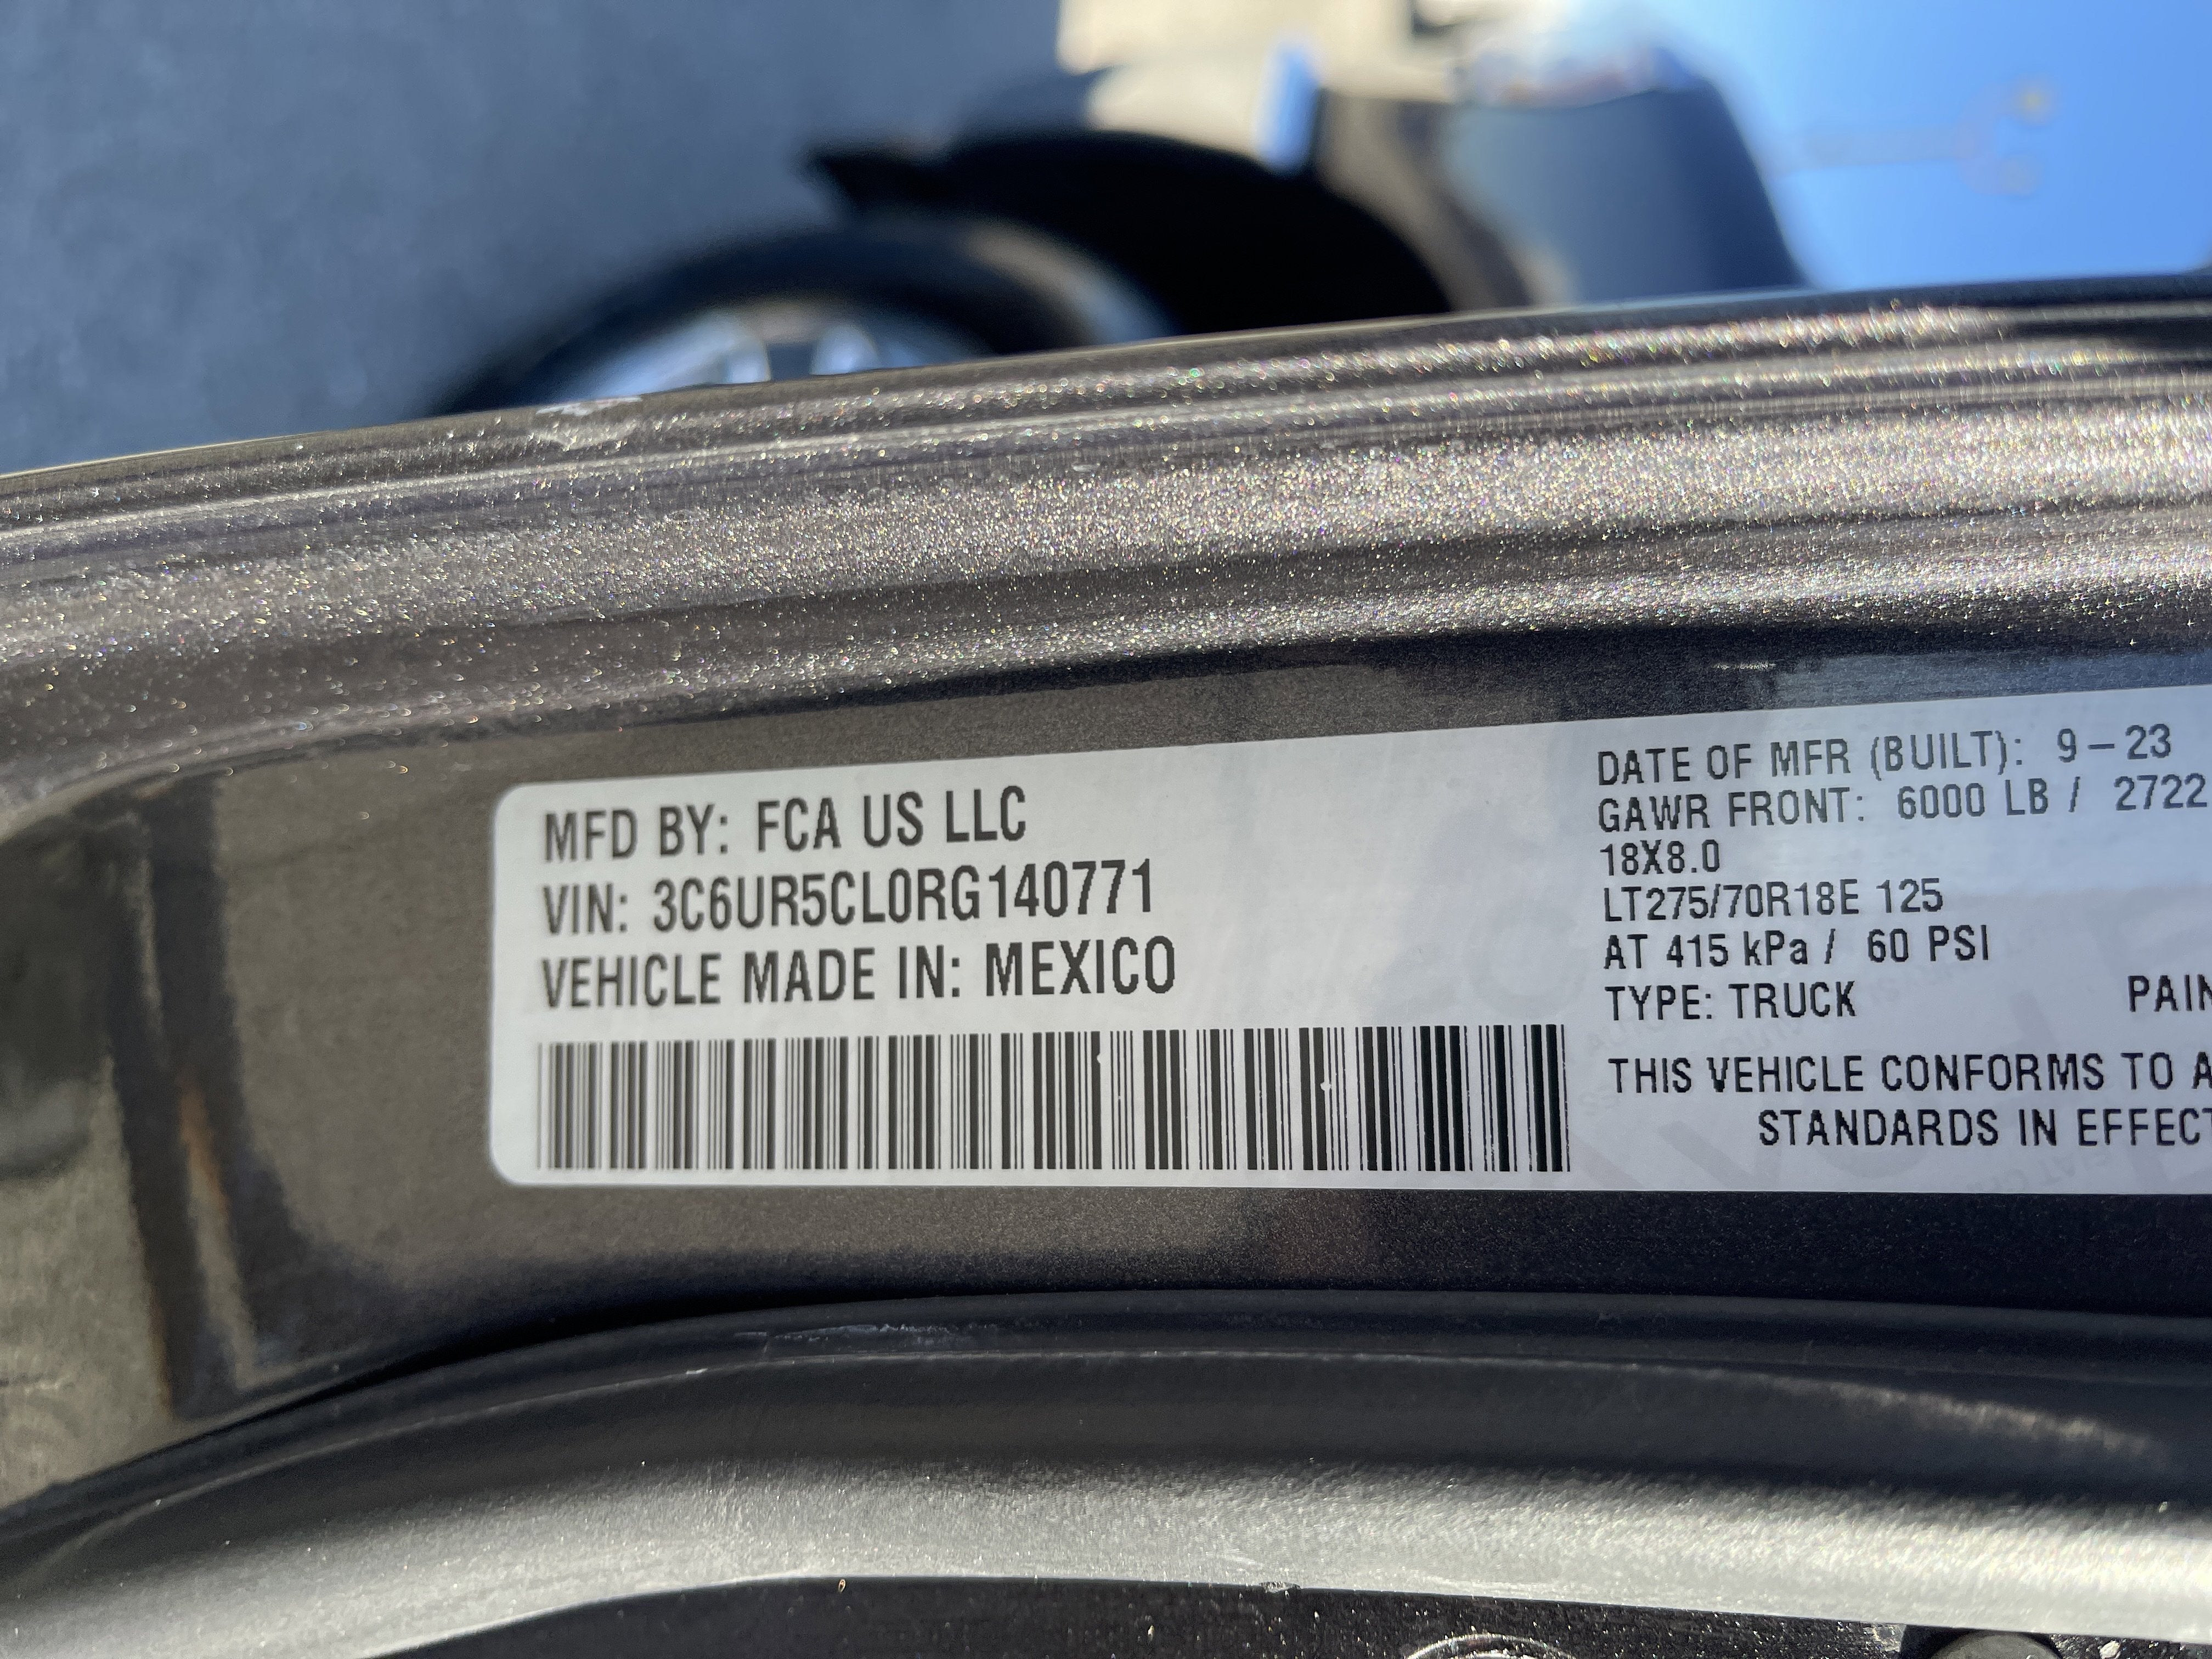 MFD BY: FCA US LLC
VIN: 3C6UR5CL0RG140771
VEHICLE MADE IN: MEXICO
DATE OF MFR (BUILT): 9-23
GAWR FRONT: 6000 LB / 2722
18X8.0
LT275/70R18E 125
AT 415 kPa / 60 PSI
TYPE: TRUCK
THIS VEHICLE CONFORMS TO
STANDARDS IN